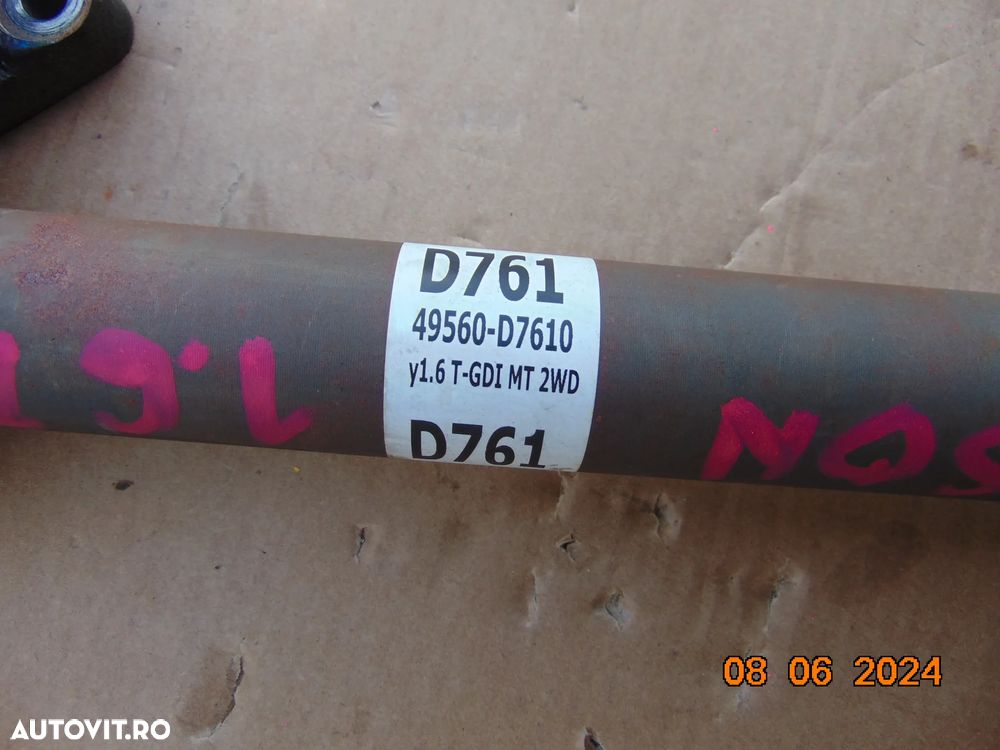 D761
49560-D7610
y1.6 T-GDI MT 2WD
D761
08 06 2024
AUTOVIT.RO